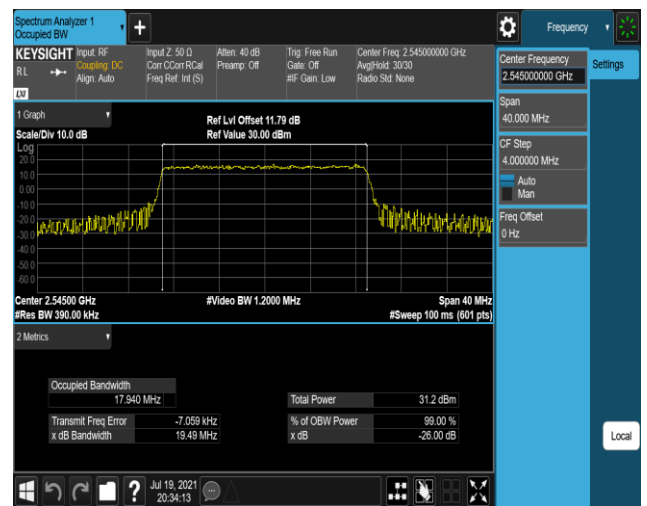 Spectrum Analyzer 1
Occupied BW
+
Frequency
KEYSIGHT
RL
LXI
Input: RF
Coupling: DC
Align: Auto
Input Z: 50 Ω
Corr CCorr RCal
Freq Ref: Int (S)
Atten: 40 dB
Preamp: Off
Trig: Free Run
Gate: Off
#IF Gain: Low
Center Freq: 2.545000000 GHz
Avg|Hold: 30/30
Radio Std: None
Center Frequency
2.545000000 GHz
Settings
Span
40.000 MHz
CF Step
4.000000 MHz
Auto
Man
Freq Offset
0 Hz
1 Graph
Scale/Div 10.0 dB
Ref Lvl Offset 11.79 dB
Ref Value 30.00 dBm
Log
20.0
10.0
0.00
-10.0
-20.0
-30.0
-40.0
-50.0
-60.0
Center 2.54500 GHz
#Res BW 390.00 kHz
#Video BW 1.2000 MHz
Span 40 MHz
#Sweep 100 ms (601 pts)
2 Metrics
Occupied Bandwidth
17.940 MHz
Total Power 31.2 dBm
Transmit Freq Error -7.059 kHz
% of OBW Power 99.00 %
x dB Bandwidth 19.49 MHz
x dB -26.00 dB
Local
?
Jul 19, 2021
20:34:13